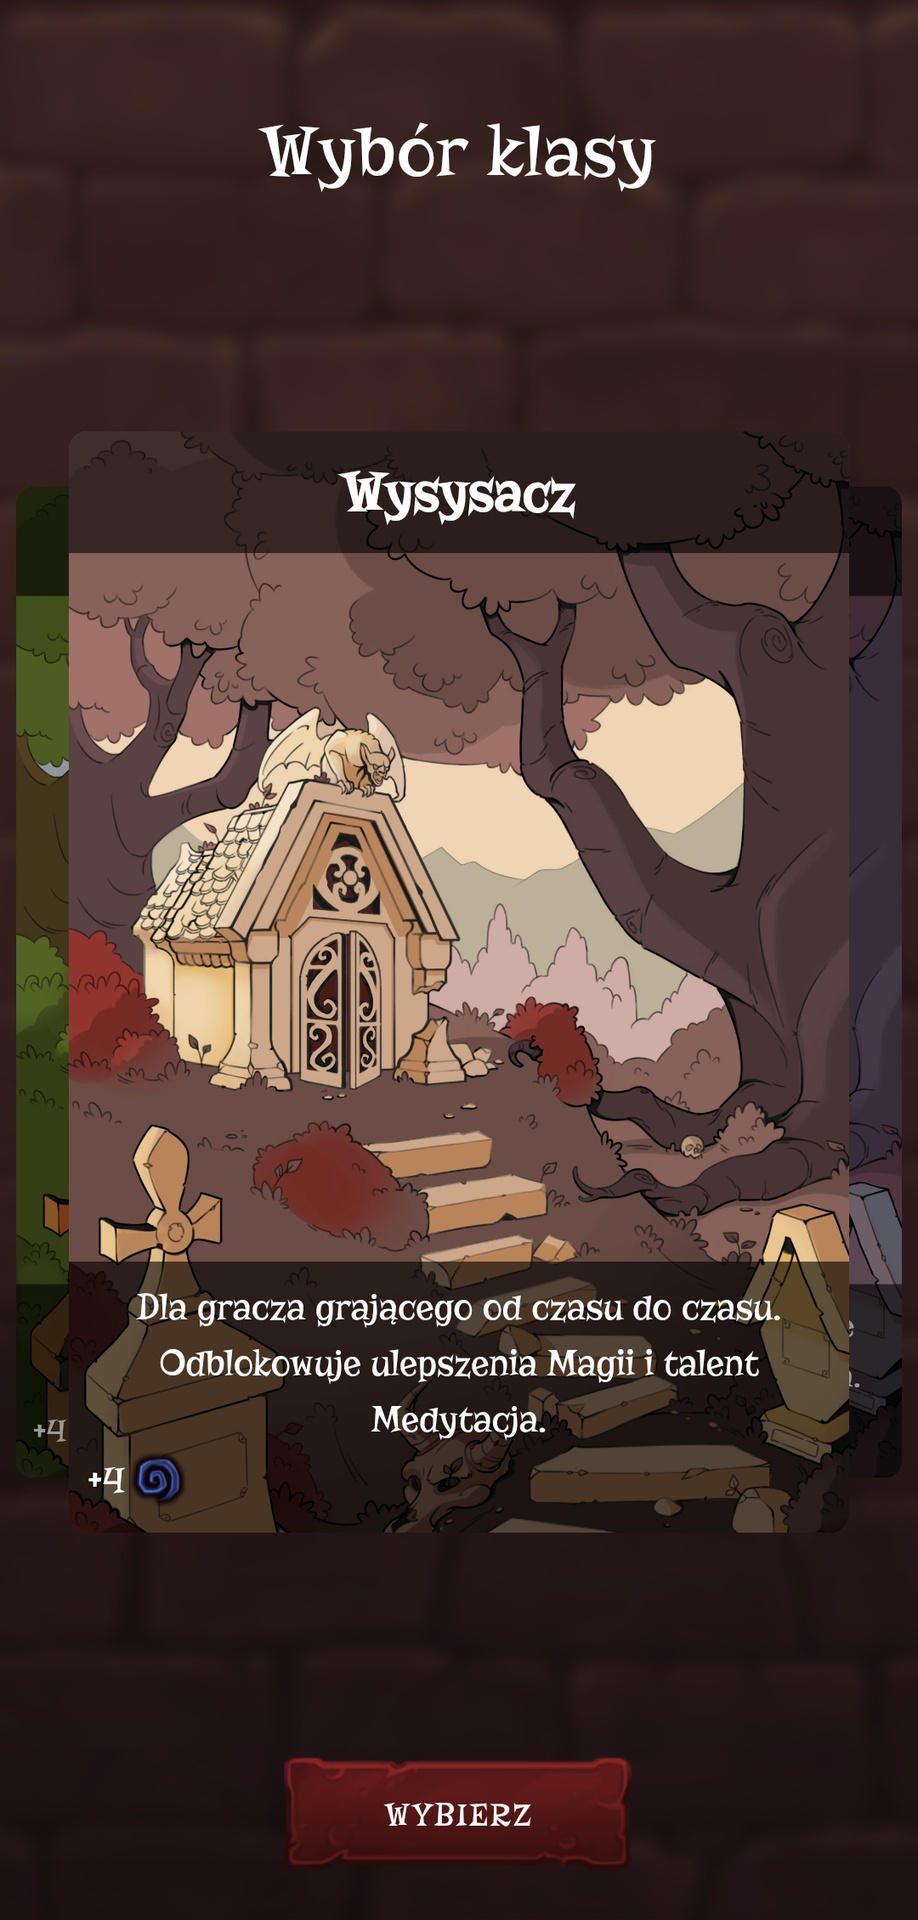 Wybór klasy
Wysysacz
Dla gracza grającego od czasu do czasu.
Odblokowuje ulepszenia Magii i talent
Medytacja.
+4
+4
WYBIERZ